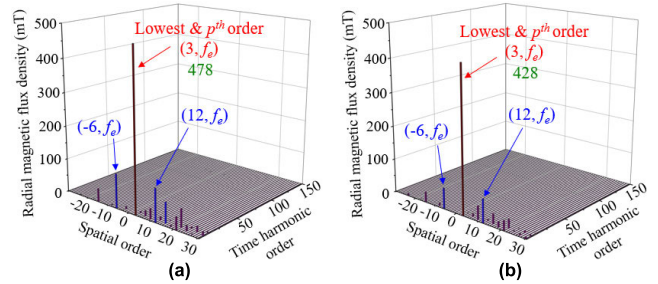 Radial magnetic flux density (mT)
500
400
300
200
100
0
Lowest & pth order
(3, fe)
478
(-6, fe)
(12, fe)
-20
-10
0
10
20
30
Spatial order
50
100
150
Time harmonic
order
(a)
Radial magnetic flux density (mT)
500
400
300
200
100
0
Lowest & pth order
(3, fe)
428
(-6, fe)
(12, fe)
-20
-10
0
10
20
30
Spatial order
50
100
150
Time harmonic
order
(b)